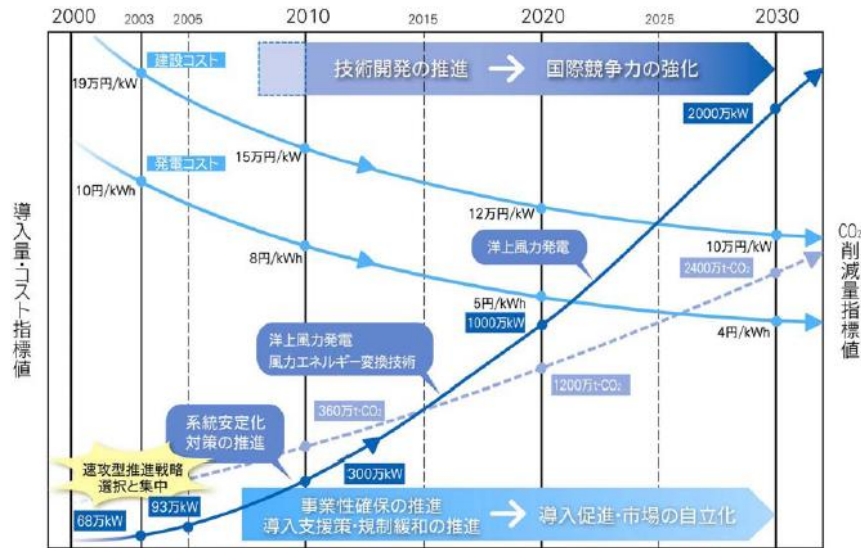 2000 2003 2005 2010 2015 2020 2025 2030
建設コスト
19万円/kW
技術開発の推進 → 国際競争力の強化
2000万kW
発電コスト
15万円/kW
10円/kWh
12万円/kW
導入量・コスト指標値
CO₂削減量指標値
8円/kWh
洋上風力発電
10万円/kW
2400万t-CO₂
5円/kWh
1000万kW
4円/kWh
洋上風力発電
風力エネルギー変換技術
1200万t-CO₂
360万t-CO₂
系統安定化
対策の推進
速攻型推進戦略
選択と集中
300万kW
93万kW
68万kW
事業性確保の推進
導入支援策・規制緩和の推進
→ 導入促進・市場の自立化